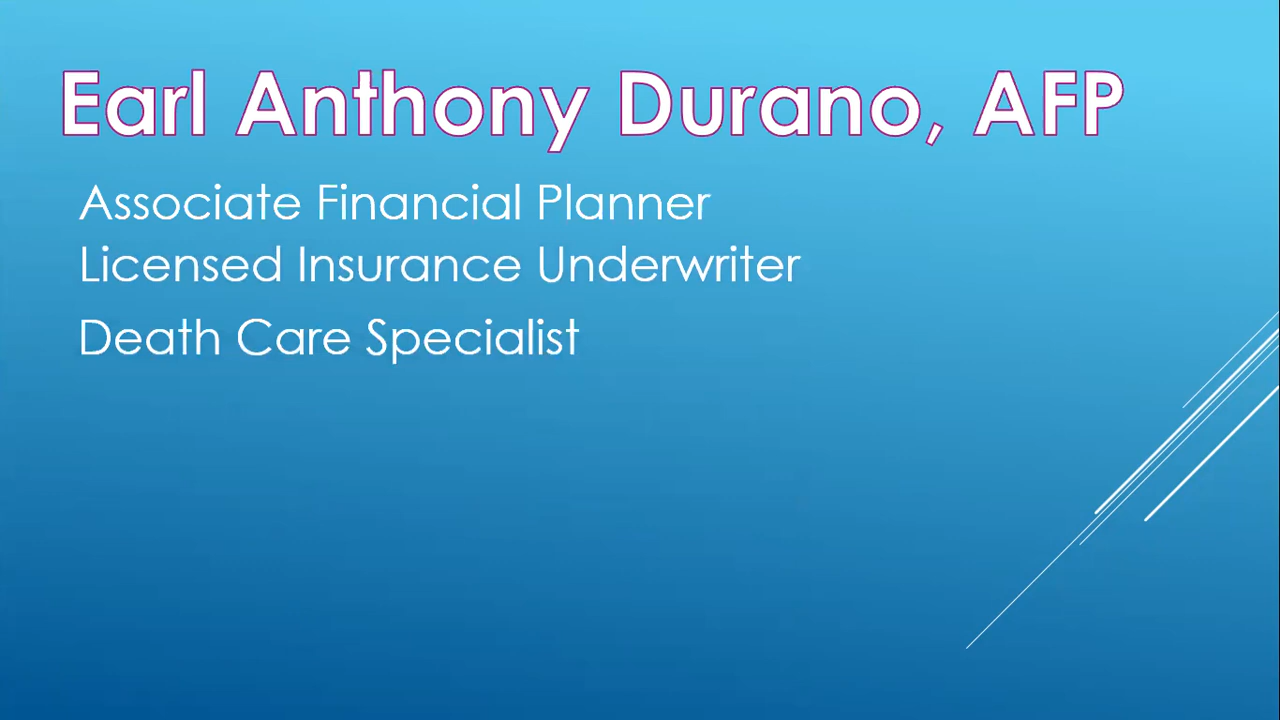 Earl Anthony Durano, AFP
Associate Financial Planner
Licensed Insurance Underwriter
Death Care Specialist